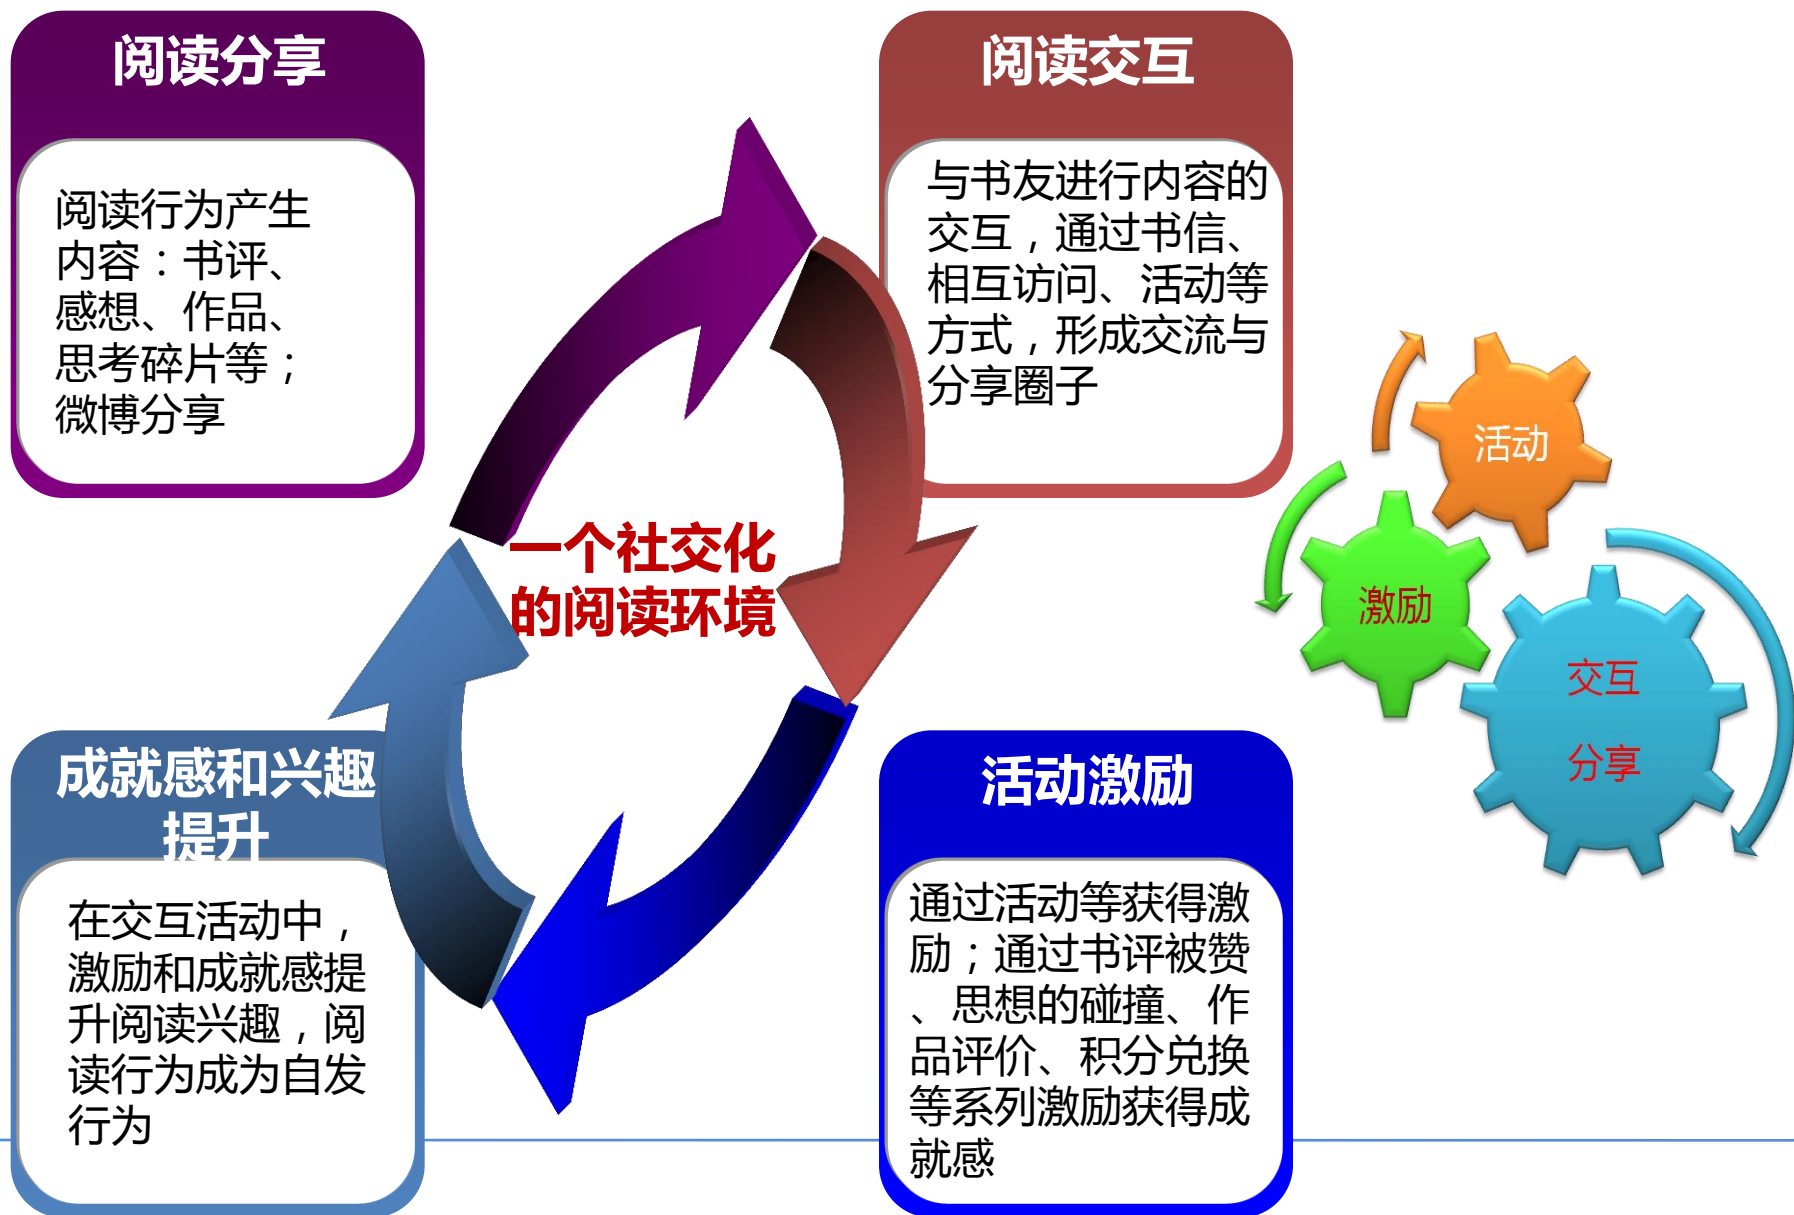 阅读分享
阅读行为产生
内容：书评、
感想、作品、
思考碎片等；
微博分享
阅读交互
与书友进行内容的
交互，通过书信、
相互访问、活动等
方式，形成交流与
分享圈子
一个社交化
的阅读环境
活动
激励
交互
分享
成就感和兴趣
提升
在交互活动中，
激励和成就感提
升阅读兴趣，阅
读行为成为自发
行为
活动激励
通过活动等获得激
励；通过书评被赞
、思想的碰撞、作
品评价、积分兑换
等系列激励获得成
就感